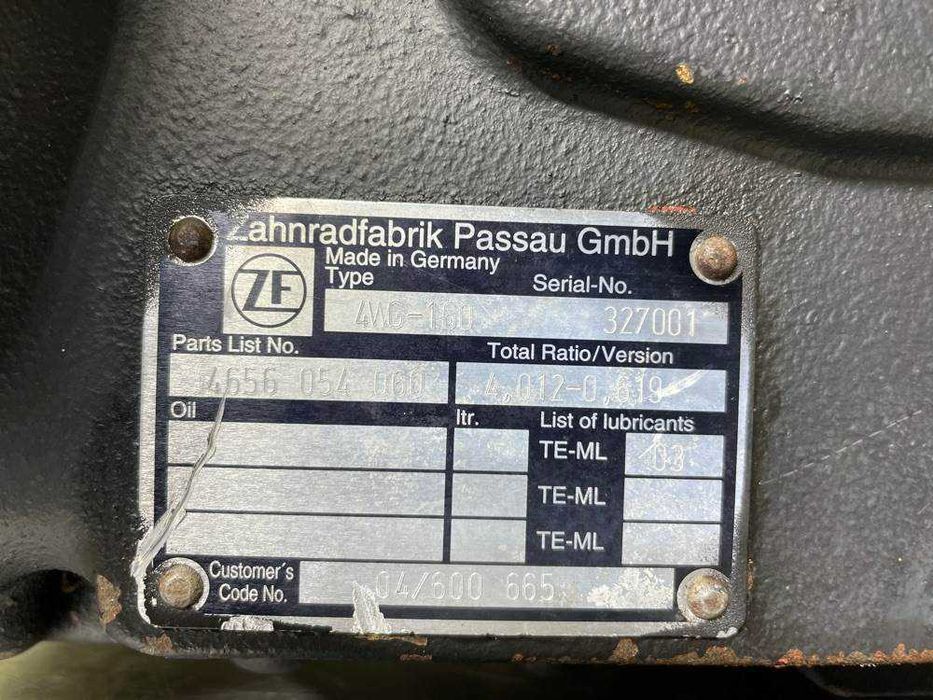 Zahnradfabrik Passau GmbH
ZF
Made in Germany
Type
Serial-No.
4WG-160
327001
Parts List No.
Total Ratio/Version
4656 054 060
4,012-0,619
Oil
ltr.
List of lubricants
TE-ML
03
TE-ML
TE-ML
Customer's
Code No.
04/600 665